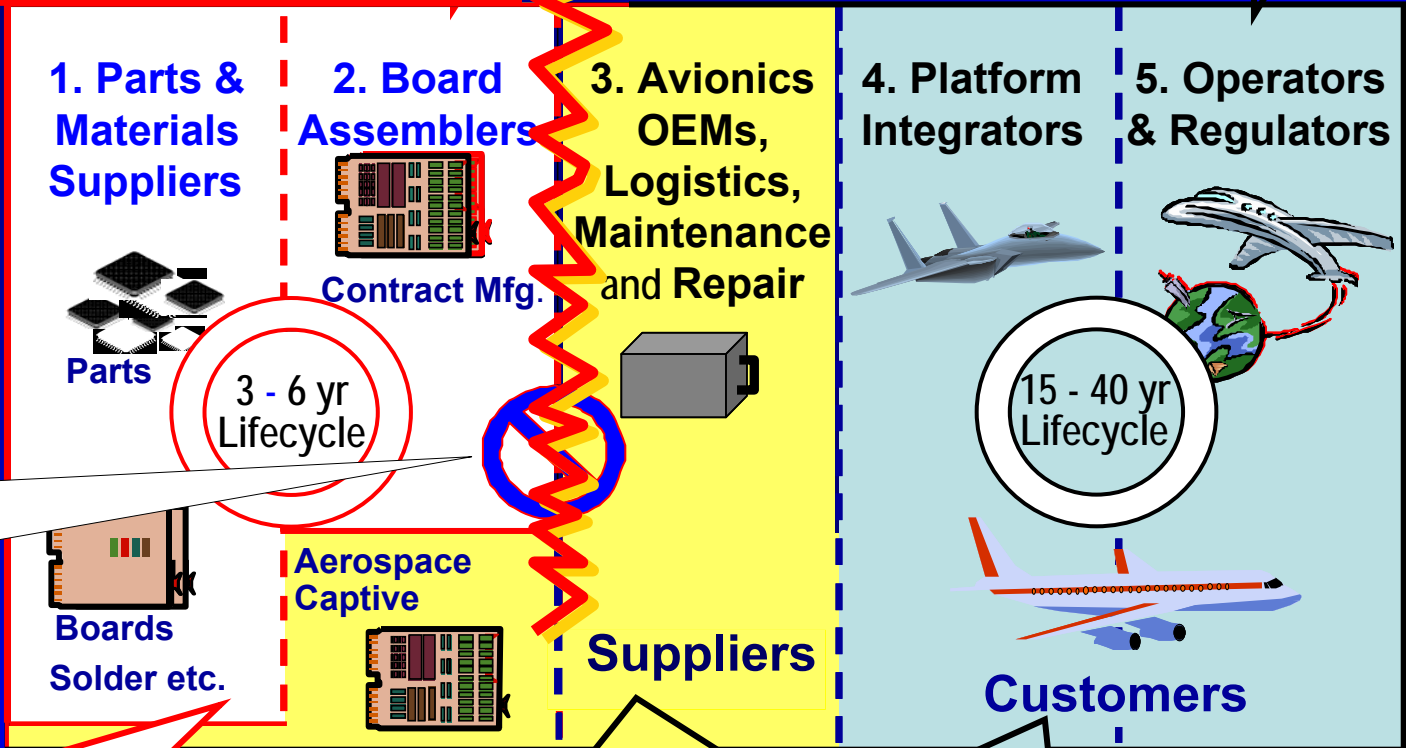 1. Parts &
Materials
Suppliers
Parts
3 - 6 yr
Lifecycle
Boards
Solder etc.
2. Board
Assemblers
Contract Mfg.
Aerospace
Captive
3. Avionics
OEMs,
Logistics,
Maintenance
and Repair
Suppliers
4. Platform
Integrators
5. Operators
& Regulators
15 - 40 yr
Lifecycle
Customers